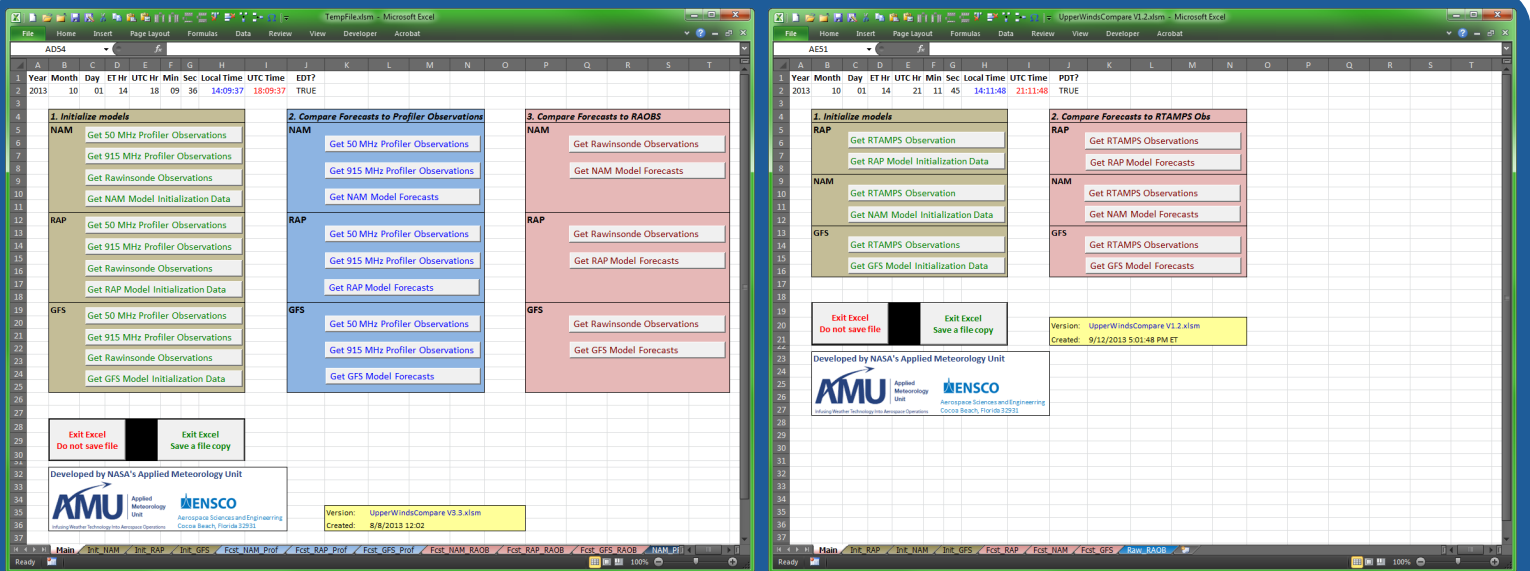 TempFile.xlsm - Microsoft Excel
File Home Insert Page Layout Formulas Data Review View Developer Acrobat
AD54 fx
A B C D E F G H I J K L M N O P Q R S T
Year Month Day ET Hr UTC Hr Min Sec Local Time UTC Time EDT?
2013 10 01 14 18 09 36 14:09:37 18:09:37 TRUE
1. Initialize models
NAM
Get 50 MHz Profiler Observations
Get 915 MHz Profiler Observations
Get Rawinsonde Observations
Get NAM Model Initialization Data
RAP
Get 50 MHz Profiler Observations
Get 915 MHz Profiler Observations
Get Rawinsonde Observations
Get RAP Model Initialization Data
GFS
Get 50 MHz Profiler Observations
Get 915 MHz Profiler Observations
Get Rawinsonde Observations
Get GFS Model Initialization Data
2. Compare Forecasts to Profiler Observations
NAM
Get 50 MHz Profiler Observations
Get 915 MHz Profiler Observations
Get NAM Model Forecasts
RAP
Get 50 MHz Profiler Observations
Get 915 MHz Profiler Observations
Get RAP Model Forecasts
GFS
Get 50 MHz Profiler Observations
Get 915 MHz Profiler Observations
Get GFS Model Forecasts
3. Compare Forecasts to RAOBS
NAM
Get Rawinsonde Observations
Get NAM Model Forecasts
RAP
Get Rawinsonde Observations
Get RAP Model Forecasts
GFS
Get Rawinsonde Observations
Get GFS Model Forecasts
Exit Excel
Do not save file
Exit Excel
Save a file copy
Developed by NASA's Applied Meteorology Unit
AMU
Applied
Meteorology
Unit
Infusing Weather Technology Into Aerospace Operations
ENSCO
Aerospace Sciences and Engineering
Cocoa Beach, Florida 32931
Version: UpperWindsCompare V3.3.xlsm
Created: 8/8/2013 12:02
Main Init_NAM Init_RAP Init_GFS Fcst_NAM_Prof Fcst_RAP_Prof Fcst_GFS_Prof Fcst_NAM_RAOB Fcst_RAP_RAOB Fcst_GFS_RAOB
Ready 100%
UpperWindsCompare V1.2.xlsm - Microsoft Excel
File Home Insert Page Layout Formulas Data Review View Developer Acrobat
AE51 fx
A B C D E F G H I J K L M N O P Q R S T
Year Month Day ET Hr UTC Hr Min Sec Local Time UTC Time PDT?
2013 10 01 14 21 11 45 14:11:48 21:11:48 TRUE
1. Initialize models
RAP
Get RTAMPS Observation
Get RAP Model Initialization Data
NAM
Get RTAMPS Observation
Get NAM Model Initialization Data
GFS
Get RTAMPS Observations
Get GFS Model Initialization Data
2. Compare Forecasts to RTAMPS Obs
RAP
Get RTAMPS Observations
Get RAP Model Forecasts
NAM
Get RTAMPS Observations
Get NAM Model Forecasts
GFS
Get RTAMPS Observations
Get GFS Model Forecasts
Exit Excel
Do not save file
Exit Excel
Save a file copy
Version: UpperWindsCompare V1.2.xlsm
Created: 9/12/2013 5:01:48 PM ET
Developed by NASA's Applied Meteorology Unit
AMU
Applied
Meteorology
Unit
Infusing Weather Technology Into Aerospace Operations
ENSCO
Aerospace Sciences and Engineering
Cocoa Beach, Florida 32931
Main Init_RAP Init_NAM Init_GFS Fcst_RAP Fcst_NAM Fcst_GFS Raw_RAOB
Ready 100%